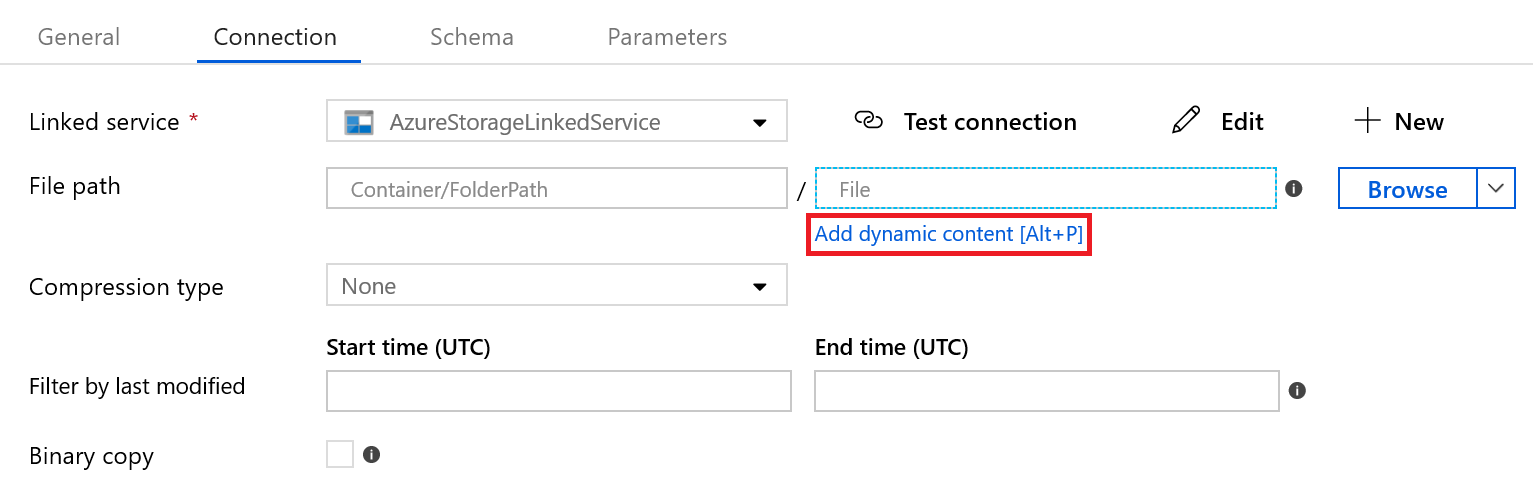 General Connection Schema Parameters
Linked service * AzureStorageLinkedService Test connection Edit New
File path Container/FolderPath / File Browse
Add dynamic content [Alt+P]
Compression type None
Start time (UTC) End time (UTC)
Filter by last modified
Binary copy